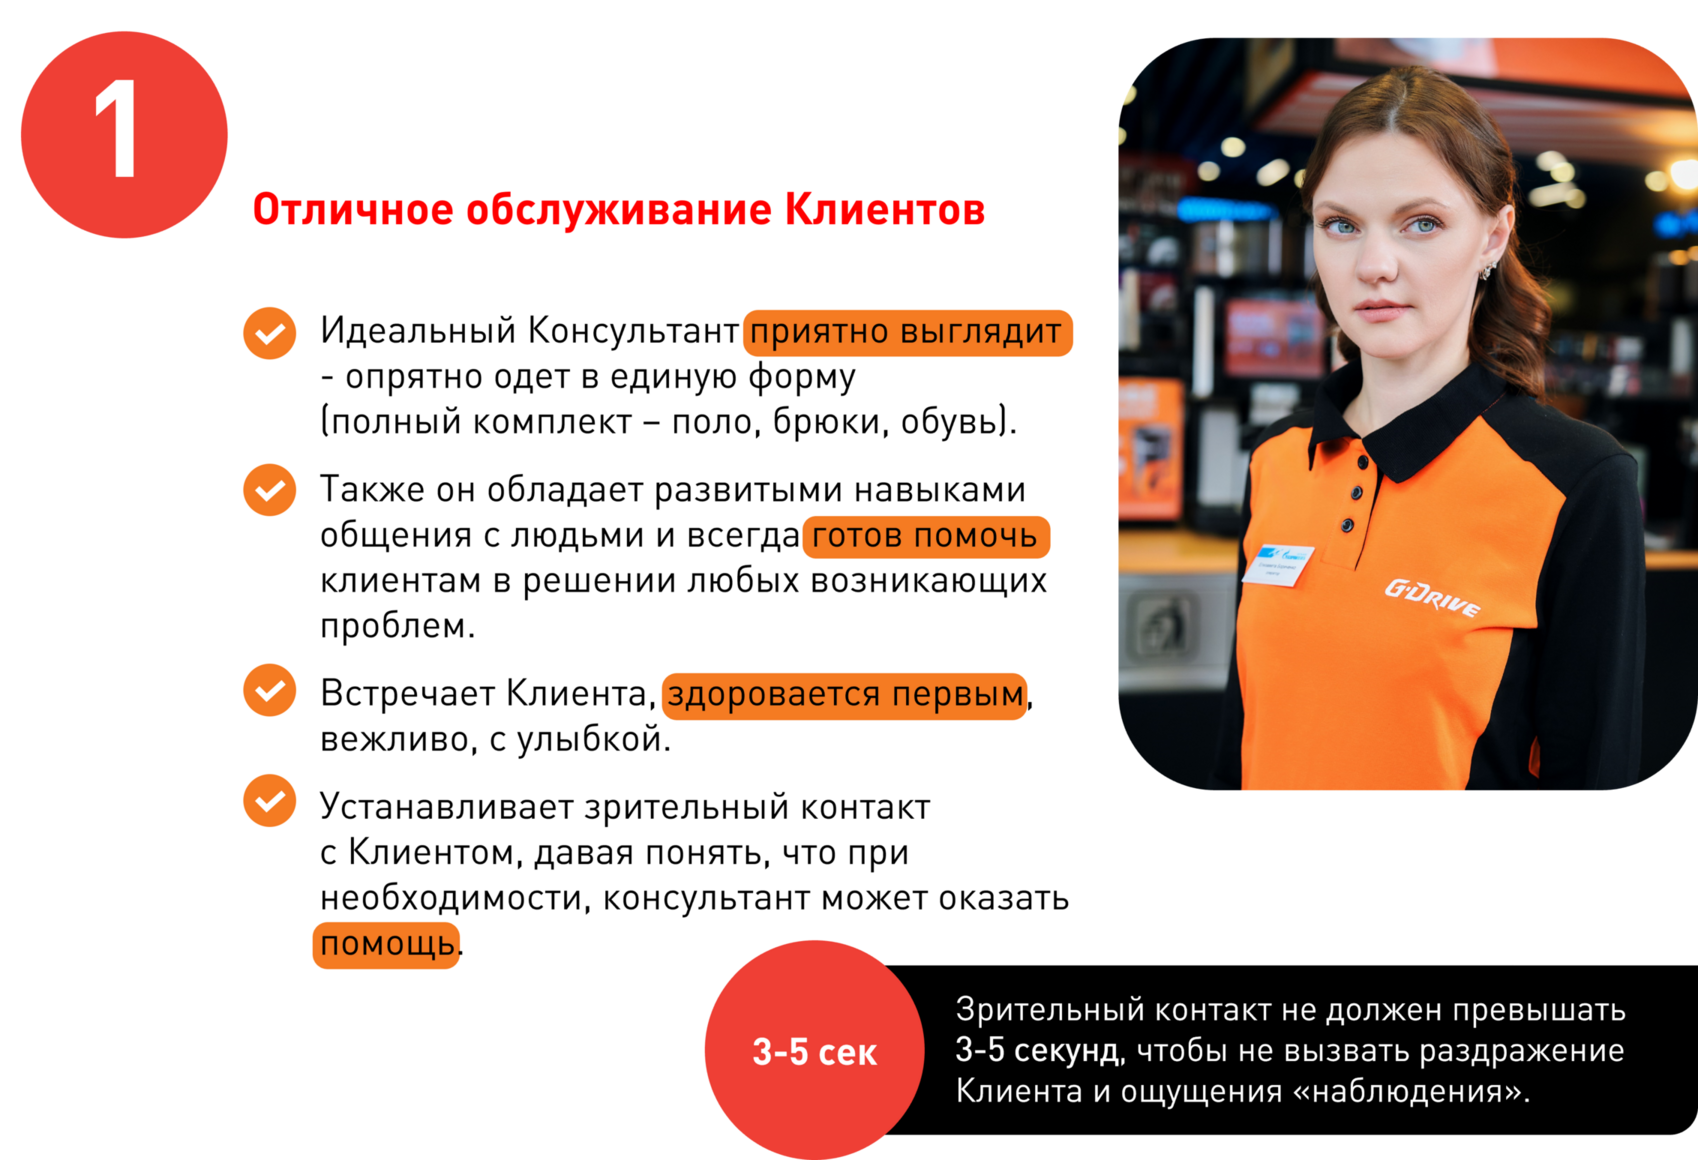 1
Отличное обслуживание Клиентов
Идеальный Консультант приятно выглядит
- опрятно одет в единую форму
(полный комплект – поло, брюки, обувь).
Также он обладает развитыми навыками
общения с людьми и всегда готов помочь
клиентам в решении любых возникающих
проблем.
Встречает Клиента, здоровается первым,
вежливо, с улыбкой.
Устанавливает зрительный контакт
с Клиентом, давая понять, что при
необходимости, консультант может оказать
помощь.
G-DRIVE
3-5 сек
Зрительный контакт не должен превышать
3-5 секунд, чтобы не вызвать раздражение
Клиента и ощущения «наблюдения».